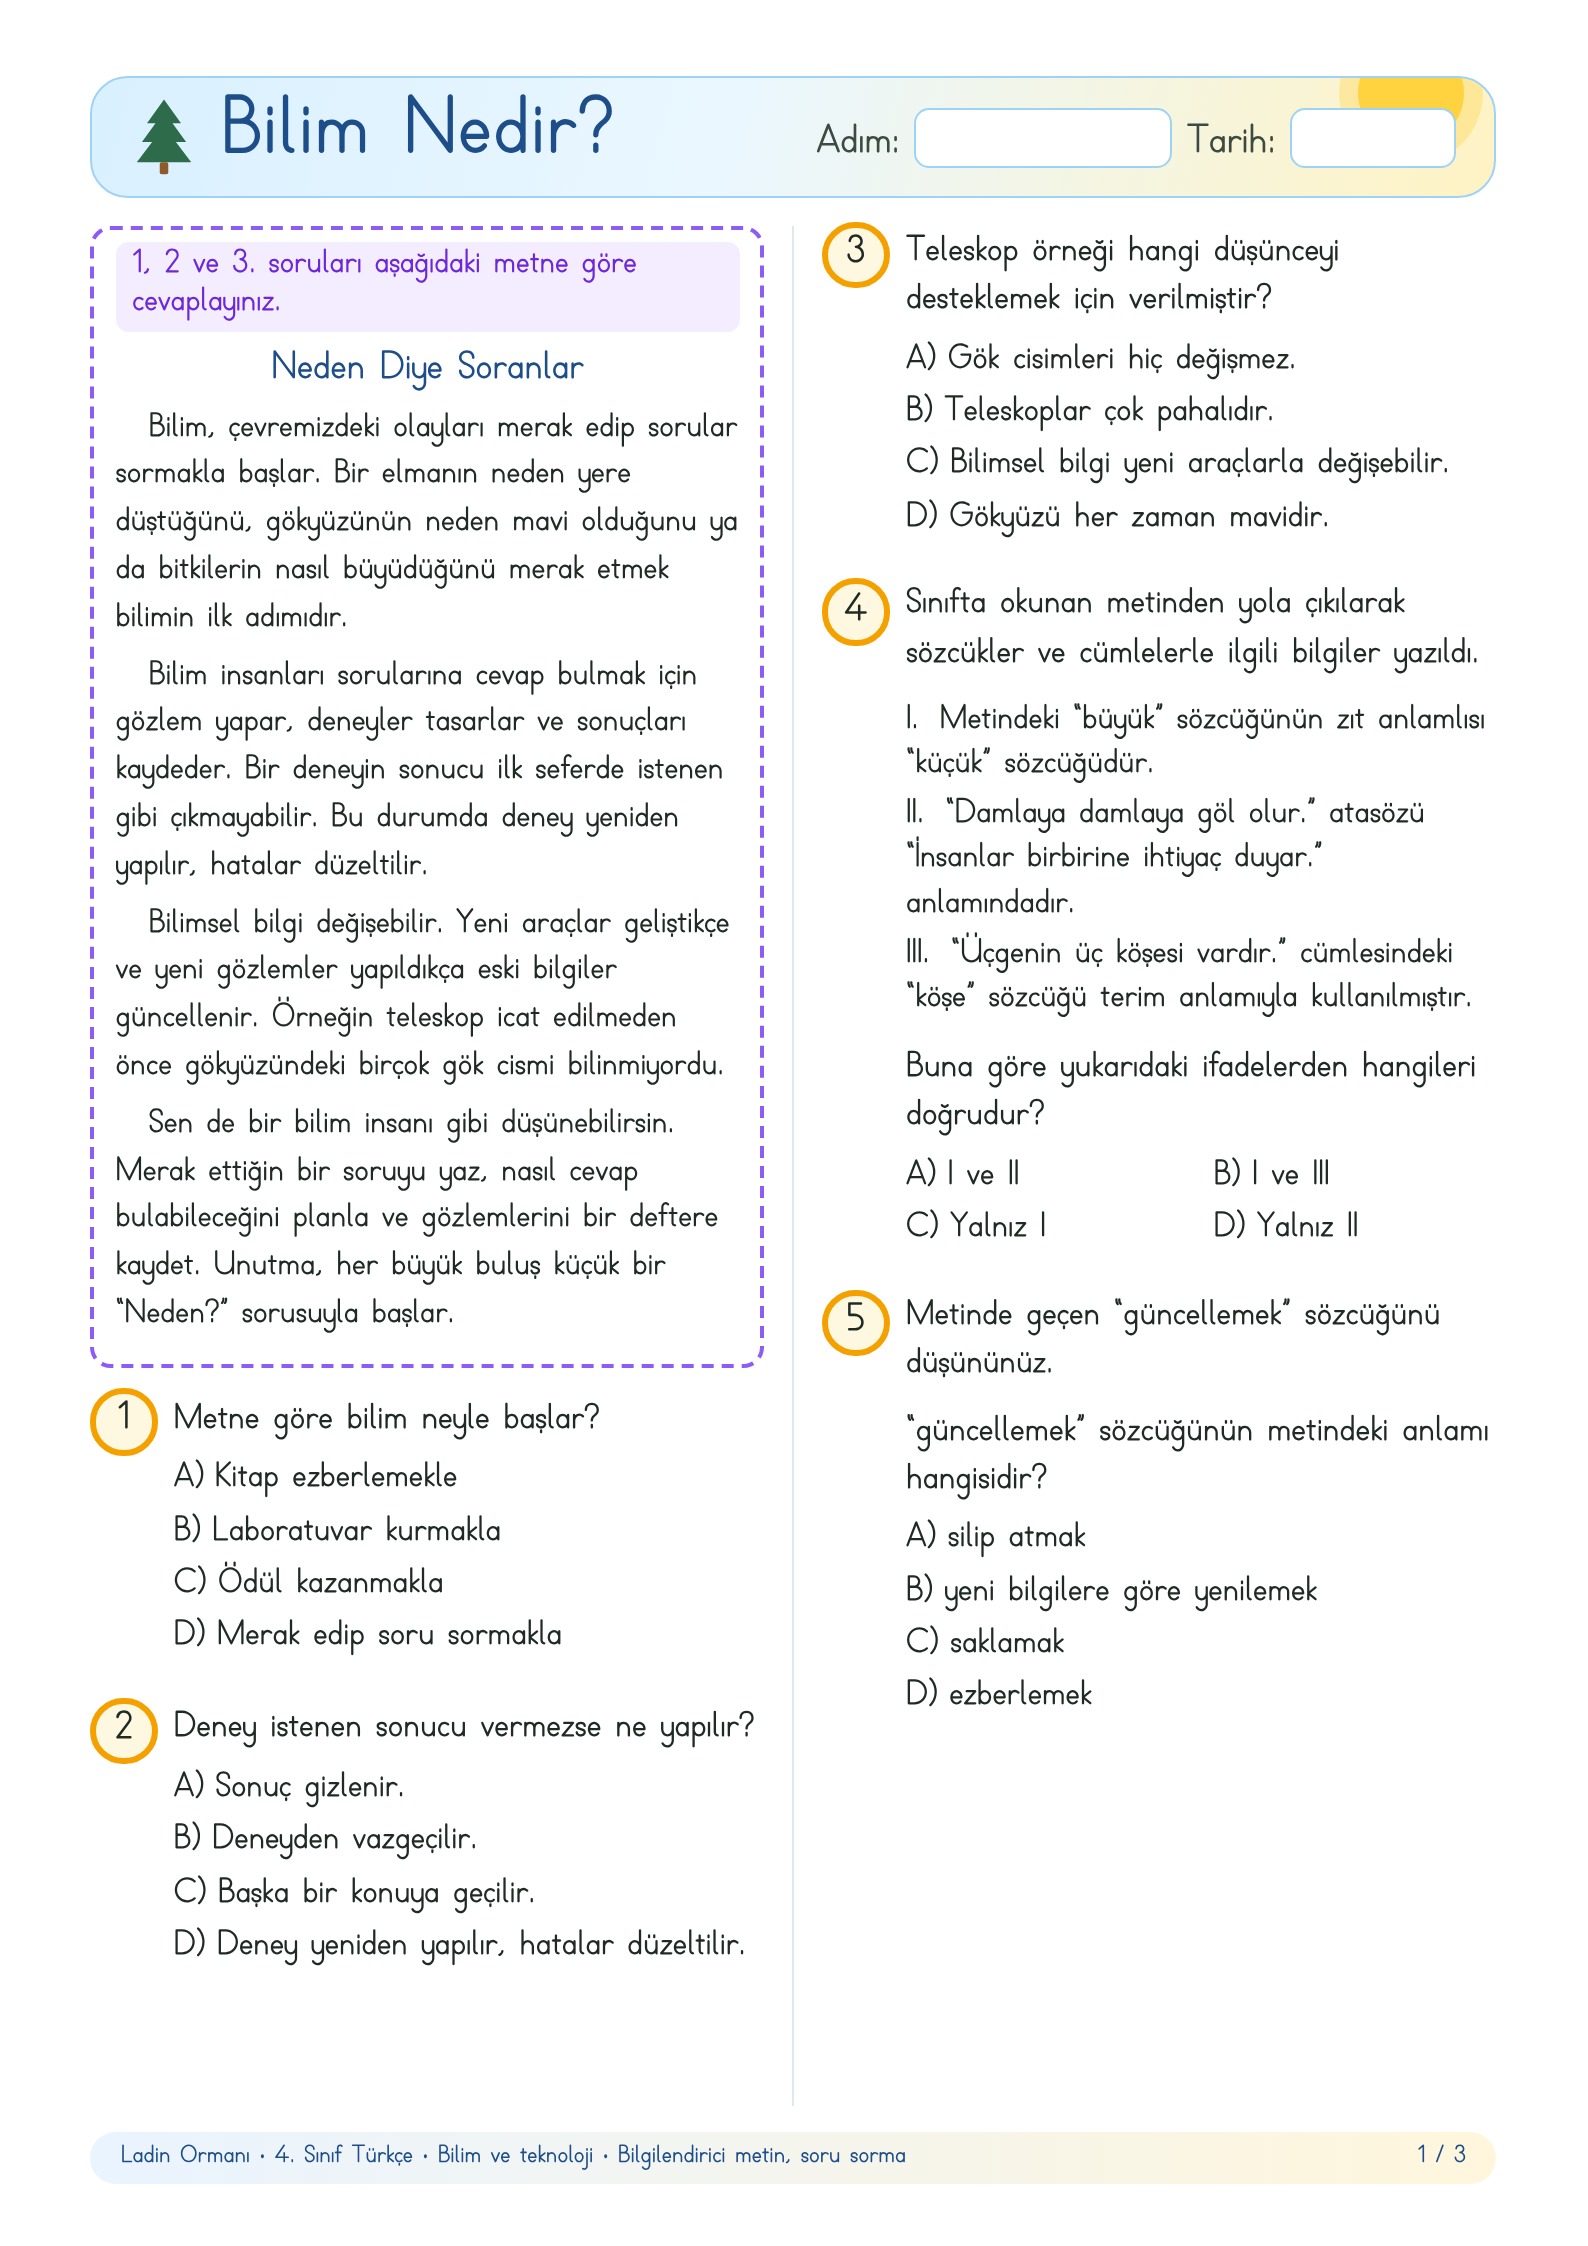 Bilim Nedir?
Adım:
Tarih:
1, 2 ve 3. soruları aşağıdaki metne göre
cevaplayınız.
Neden Diye Soranlar
Bilim, çevremizdeki olayları merak edip sorular
sormakla başlar. Bir elmanın neden yere
düştüğünü, gökyüzünün neden mavi olduğunu ya
da bitkilerin nasıl büyüdüğünü merak etmek
bilimin ilk adımıdır.
Bilim insanları sorularına cevap bulmak için
gözlem yapar, deneyler tasarlar ve sonuçları
kaydeder. Bir deneyin sonucu ilk seferde istenen
gibi çıkmayabilir. Bu durumda deney yeniden
yapılır, hatalar düzeltilir.
Bilimsel bilgi değişebilir. Yeni araçlar geliştikçe
ve yeni gözlemler yapıldıkça eski bilgiler
güncellenir. Örneğin teleskop icat edilmeden
önce gökyüzündeki birçok gök cismi bilinmiyordu.
Sen de bir bilim insanı gibi düşünebilirsin.
Merak ettiğin bir soruyu yaz, nasıl cevap
bulabileceğini planla ve gözlemlerini bir deftere
kaydet. Unutma, her büyük buluş küçük bir
“Neden?” sorusuyla başlar.
1 Metne göre bilim neyle başlar?
A) Kitap ezberlemekle
B) Laboratuvar kurmakla
C) Ödül kazanmakla
D) Merak edip soru sormakla
2 Deney istenen sonucu vermezse ne yapılır?
A) Sonuç gizlenir.
B) Deneyden vazgeçilir.
C) Başka bir konuya geçilir.
D) Deney yeniden yapılır, hatalar düzeltilir.
3 Teleskop örneği hangi düşünceyi
desteklemek için verilmiştir?
A) Gök cisimleri hiç değişmez.
B) Teleskoplar çok pahalıdır.
C) Bilimsel bilgi yeni araçlarla değişebilir.
D) Gökyüzü her zaman mavidir.
4 Sınıfta okunan metinden yola çıkılarak
sözcükler ve cümlelerle ilgili bilgiler yazıldı.
I. Metindeki “büyük” sözcüğünün zıt anlamlısı
“küçük” sözcüğüdür.
II. “Damlaya damlaya göl olur.” atasözü
“İnsanlar birbirine ihtiyaç duyar.”
anlamındadır.
III. “Üçgenin üç köşesi vardır.” cümlesindeki
“köşe” sözcüğü terim anlamıyla kullanılmıştır.
Buna göre yukarıdaki ifadelerden hangileri
doğrudur?
A) I ve II
B) I ve III
C) Yalnız I
D) Yalnız II
5 Metinde geçen “güncellemek” sözcüğünü
düşününüz.
“güncellemek” sözcüğünün metindeki anlamı
hangisidir?
A) silip atmak
B) yeni bilgilere göre yenilemek
C) saklamak
D) ezberlemek
Ladin Ormanı • 4. Sınıf Türkçe • Bilim ve teknoloji • Bilgilendirici metin, soru sorma
1 / 3